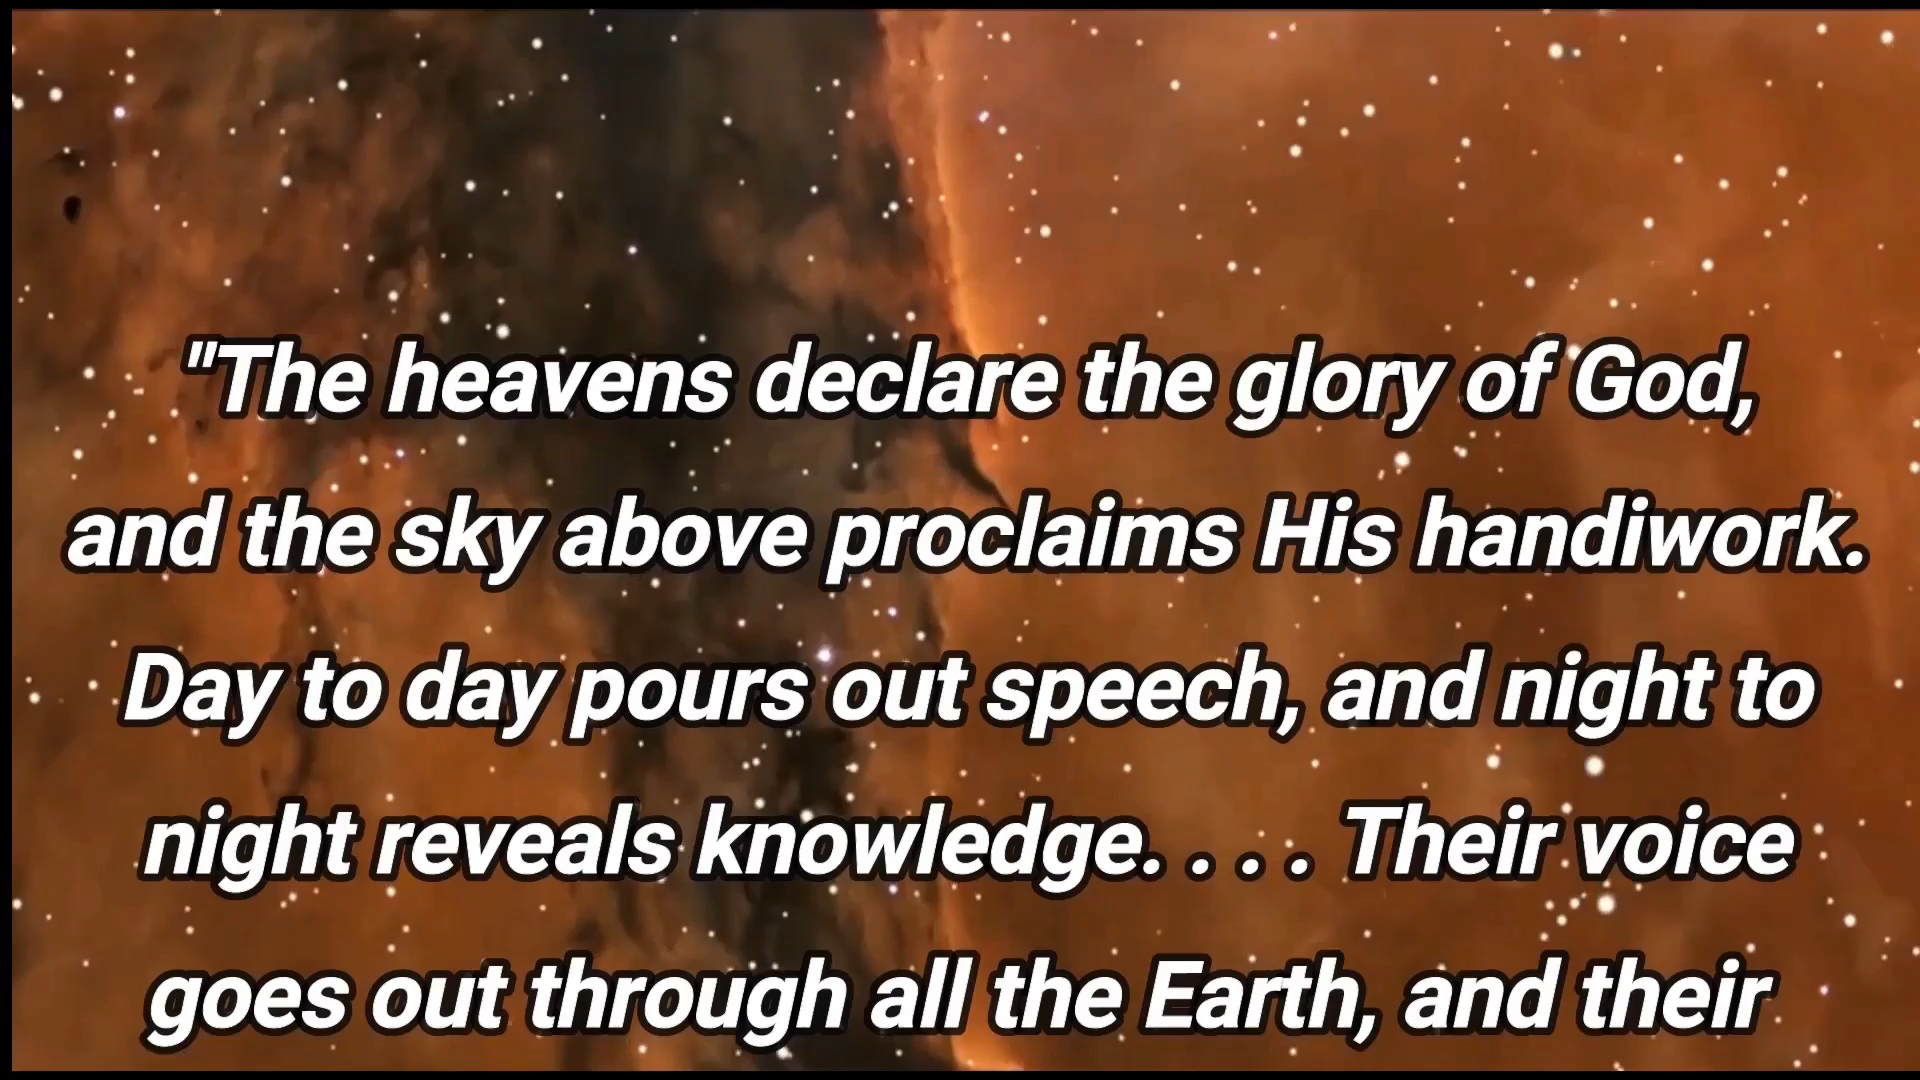 "The heavens declare the glory of God,
and the sky above proclaims His handiwork.
Day to day pours out speech, and night to
night reveals knowledge. . . . Their voice
goes out through all the Earth, and their